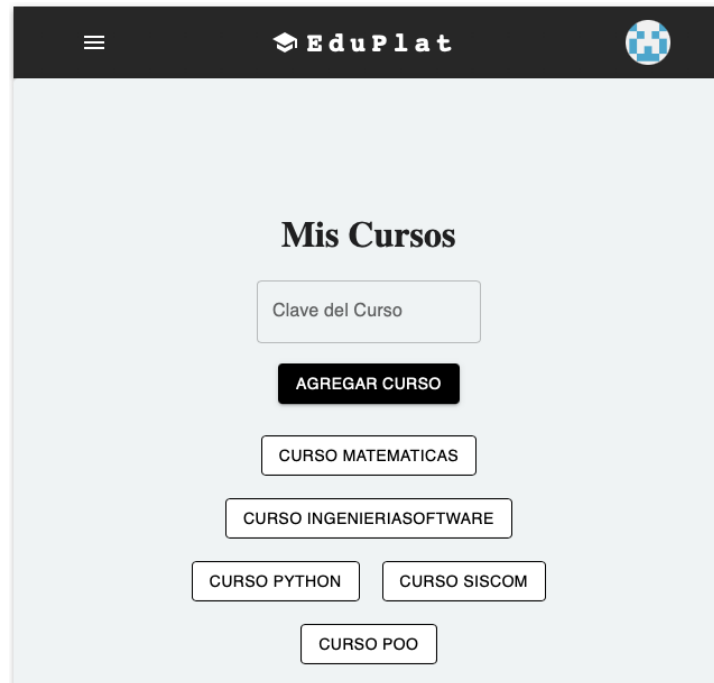 EduPlat
Mis Cursos
Clave del Curso
AGREGAR CURSO
CURSO MATEMATICAS
CURSO INGENIERIASOFTWARE
CURSO PYTHON CURSO SISCOM
CURSO POO